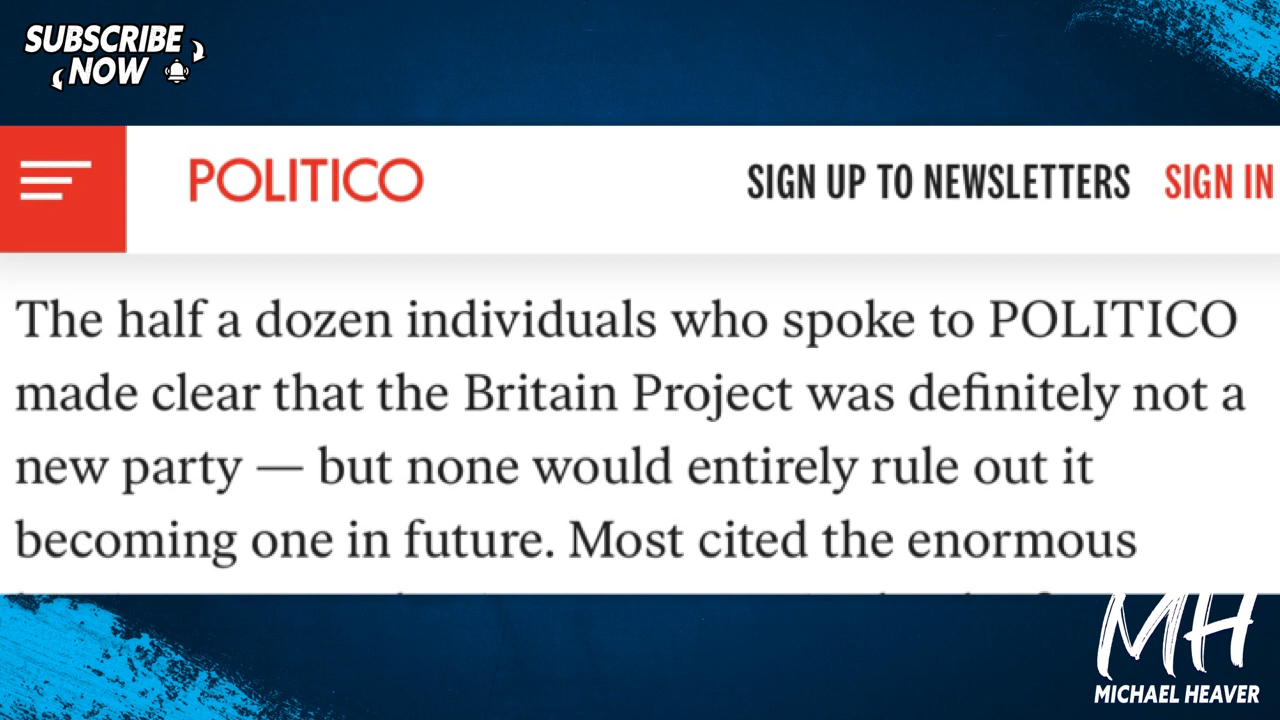 SUBSCRIBE
NOW
POLITICO
SIGN UP TO NEWSLETTERS SIGN IN
The half a dozen individuals who spoke to POLITICO
made clear that the Britain Project was definitely not a
new party — but none would entirely rule out it
becoming one in future. Most cited the enormous
MH
MICHAEL HEAVER